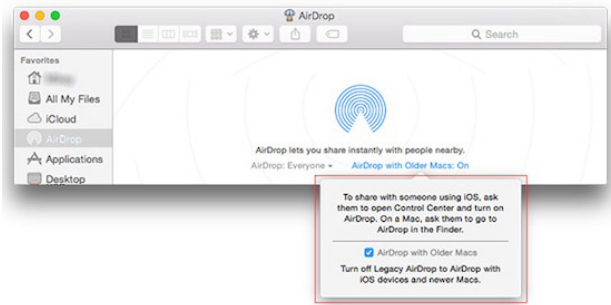 AirDrop
Search
Favorites
All My Files
iCloud
AirDrop
Applications
Desktop
AirDrop lets you share instantly with people nearby.
AirDrop: Everyone
AirDrop with Older Macs: On
To share with someone using iOS, ask
them to open Control Center and turn on
AirDrop. On a Mac, ask them to go to
AirDrop in the Finder.
AirDrop with Older Macs
Turn off Legacy AirDrop to AirDrop with
iOS devices and newer Macs.